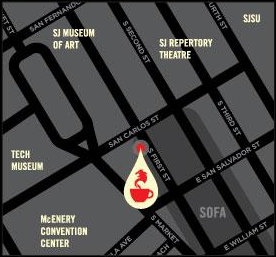 SAN FERNANDO
S SECOND ST
URTH ST
SJSU
SJ MUSEUM
OF ART
SJ REPERTORY
THEATRE
S THIRD ST
SAN CARLOS ST
TECH
MUSEUM
S FIRST ST
E SAN SALVADOR ST
McENERY
CONVENTION
CENTER
SOFA
S MARKET
E WILLIAM ST
LA AVE